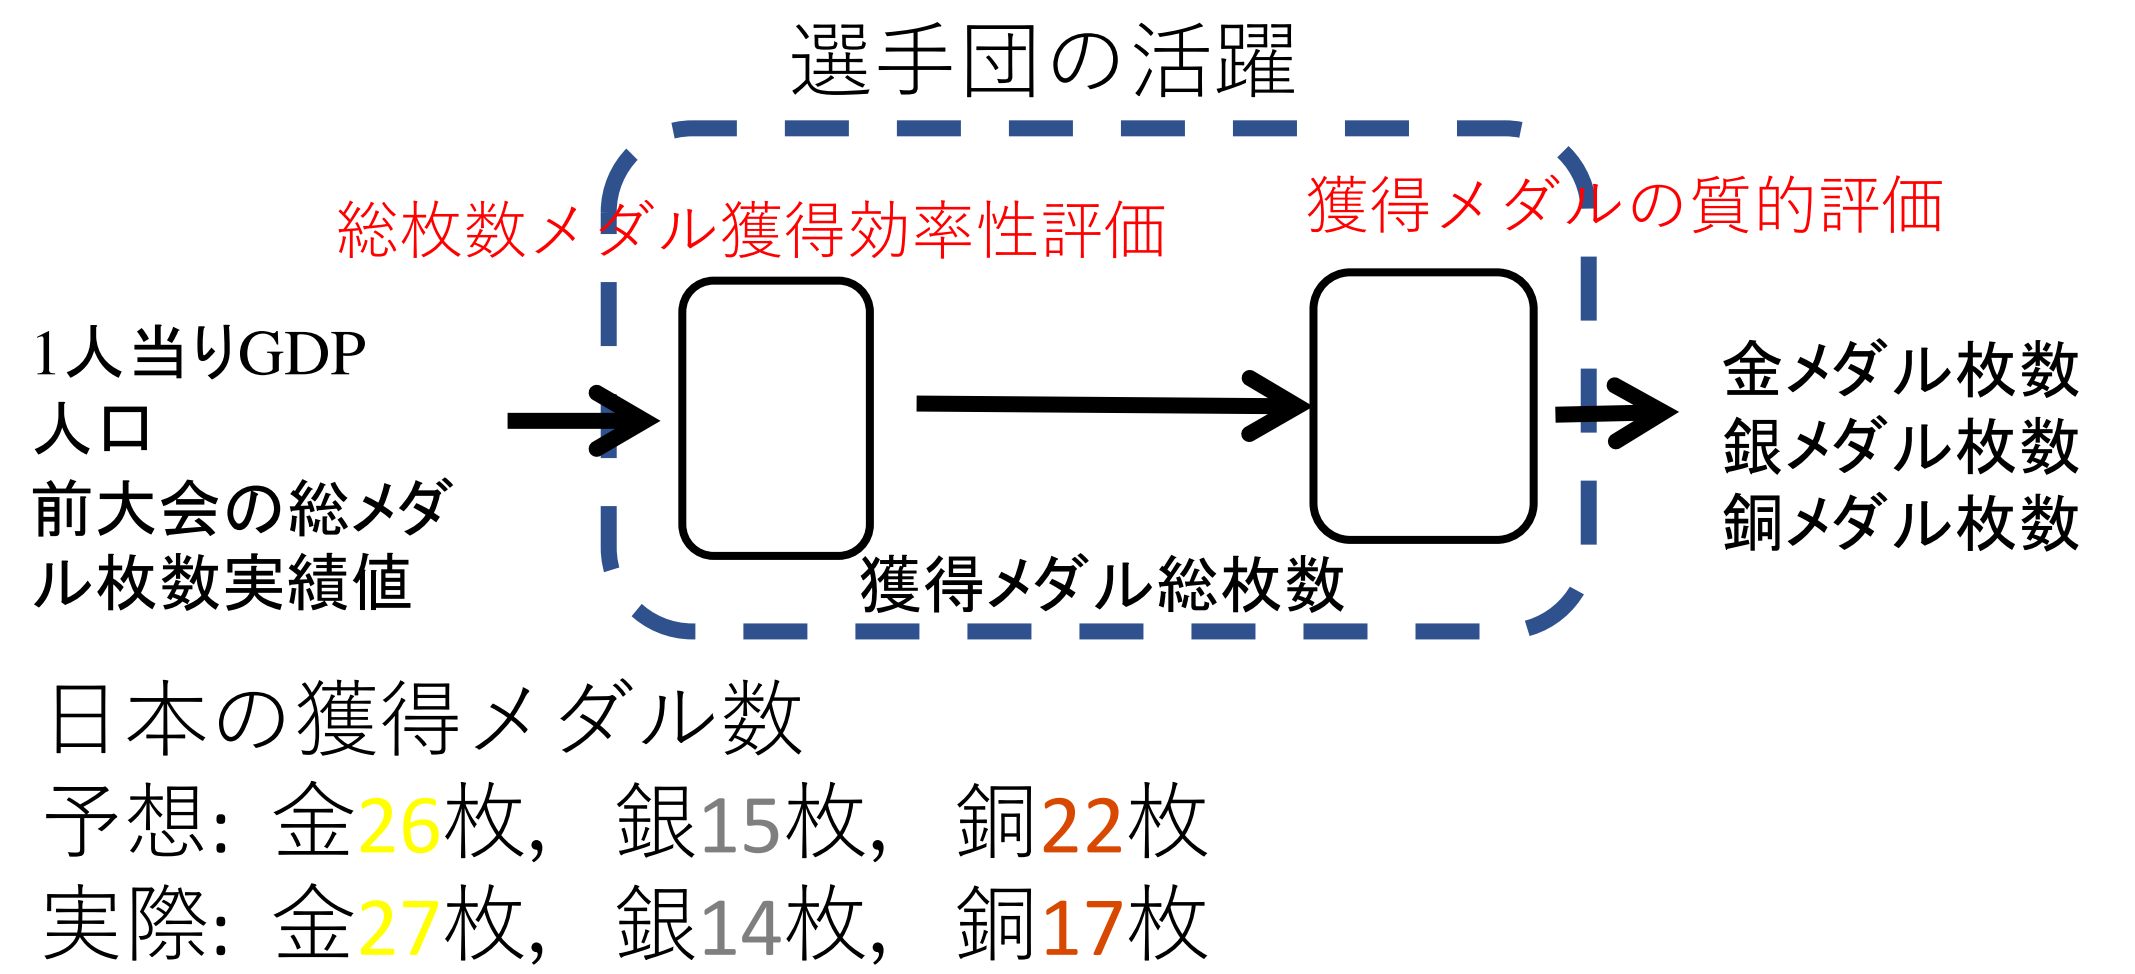 選手団の活躍
総枚数メダル獲得効率性評価
獲得メダルの質的評価
1人当りGDP
人口
前大会の総メダ
ル枚数実績値
獲得メダル総枚数
金メダル枚数
銀メダル枚数
銅メダル枚数
日本の獲得メダル数
予想: 金26枚, 銀15枚, 銅22枚
実際: 金27枚, 銀14枚, 銅17枚